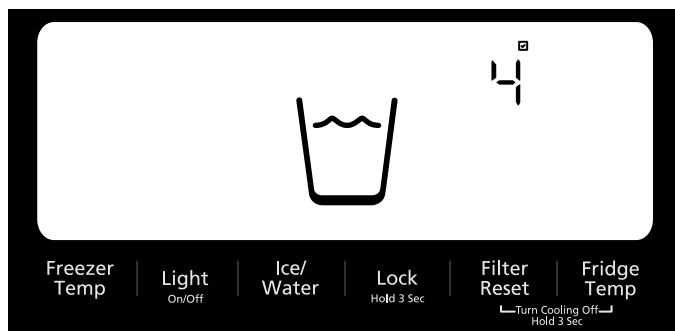 4
Freezer
Temp
Light
On/Off
Ice/
Water
Lock
Hold 3 Sec
Filter
Reset
Fridge
Temp
Turn Cooling Off
Hold 3 Sec